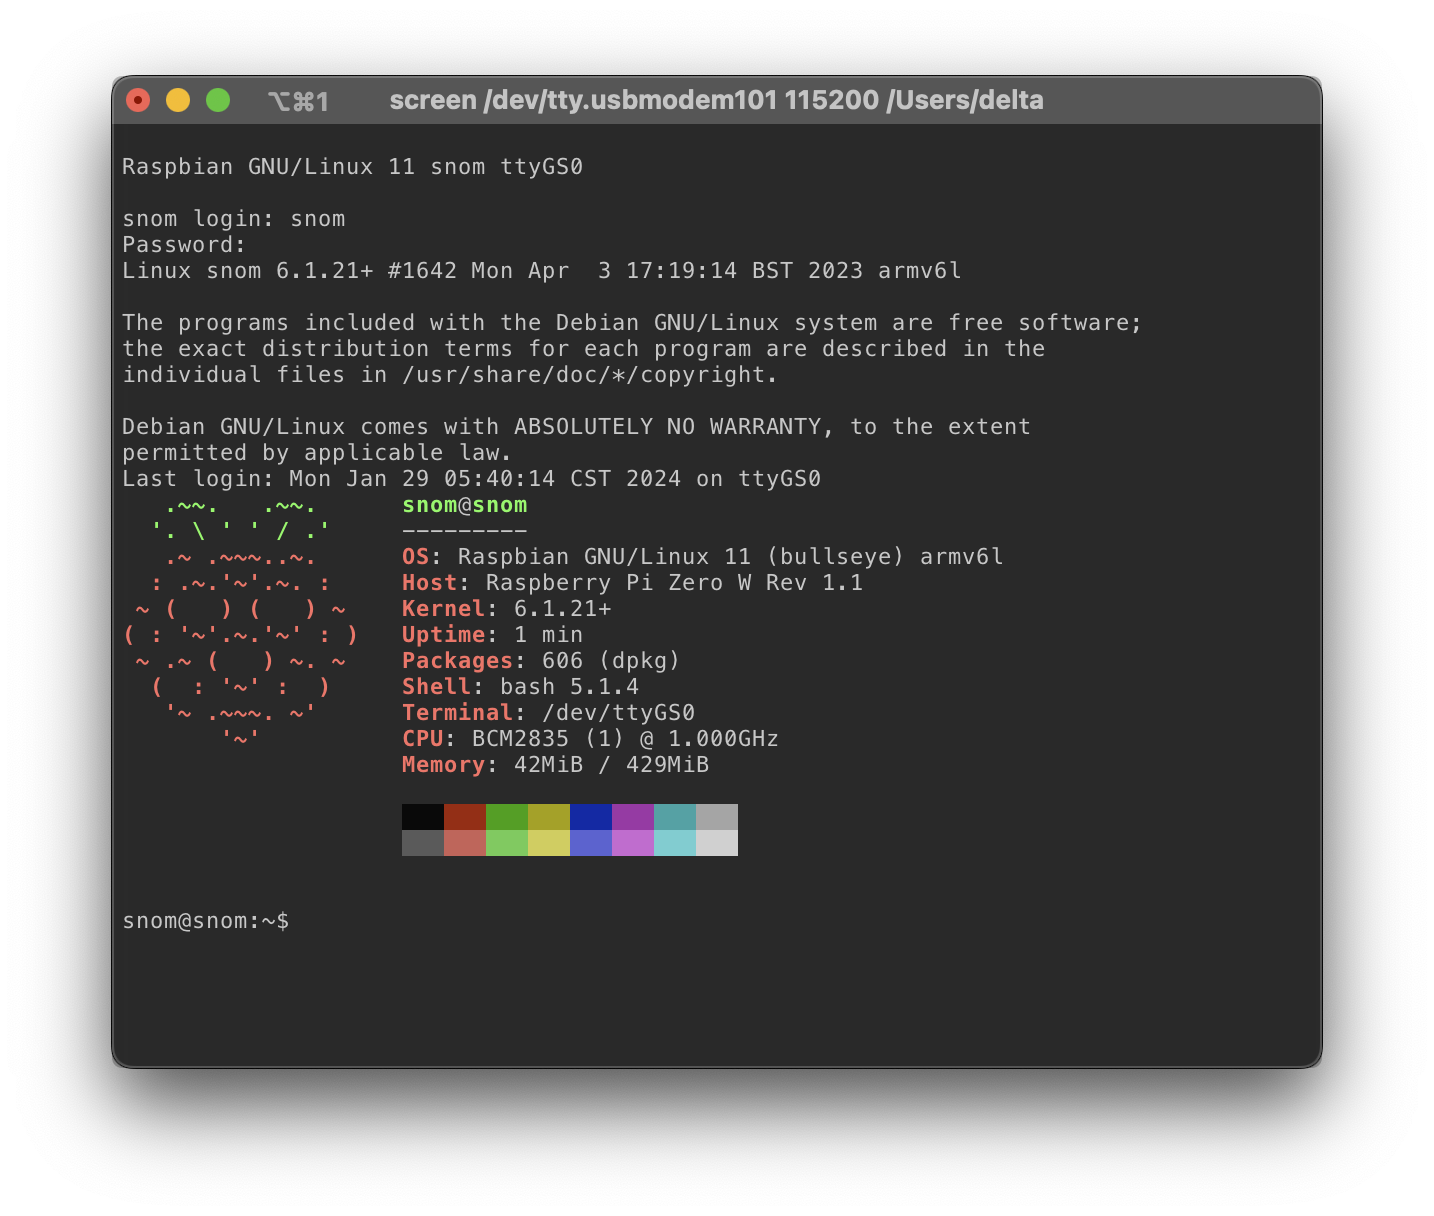 ⌥⌘1 screen /dev/tty.usbmodem101 115200 /Users/delta
Raspbian GNU/Linux 11 snom ttyGS0
snom login: snom
Password:
Linux snom 6.1.21+ #1642 Mon Apr  3 17:19:14 BST 2023 armv6l
The programs included with the Debian GNU/Linux system are free software;
the exact distribution terms for each program are described in the
individual files in /usr/share/doc/*/copyright.
Debian GNU/Linux comes with ABSOLUTELY NO WARRANTY, to the extent
permitted by applicable law.
Last login: Mon Jan 29 05:40:14 CST 2024 on ttyGS0
snom@snom
---------
OS: Raspbian GNU/Linux 11 (bullseye) armv6l
Host: Raspberry Pi Zero W Rev 1.1
Kernel: 6.1.21+
Uptime: 1 min
Packages: 606 (dpkg)
Shell: bash 5.1.4
Terminal: /dev/ttyGS0
CPU: BCM2835 (1) @ 1.000GHz
Memory: 42MiB / 429MiB
snom@snom:~$